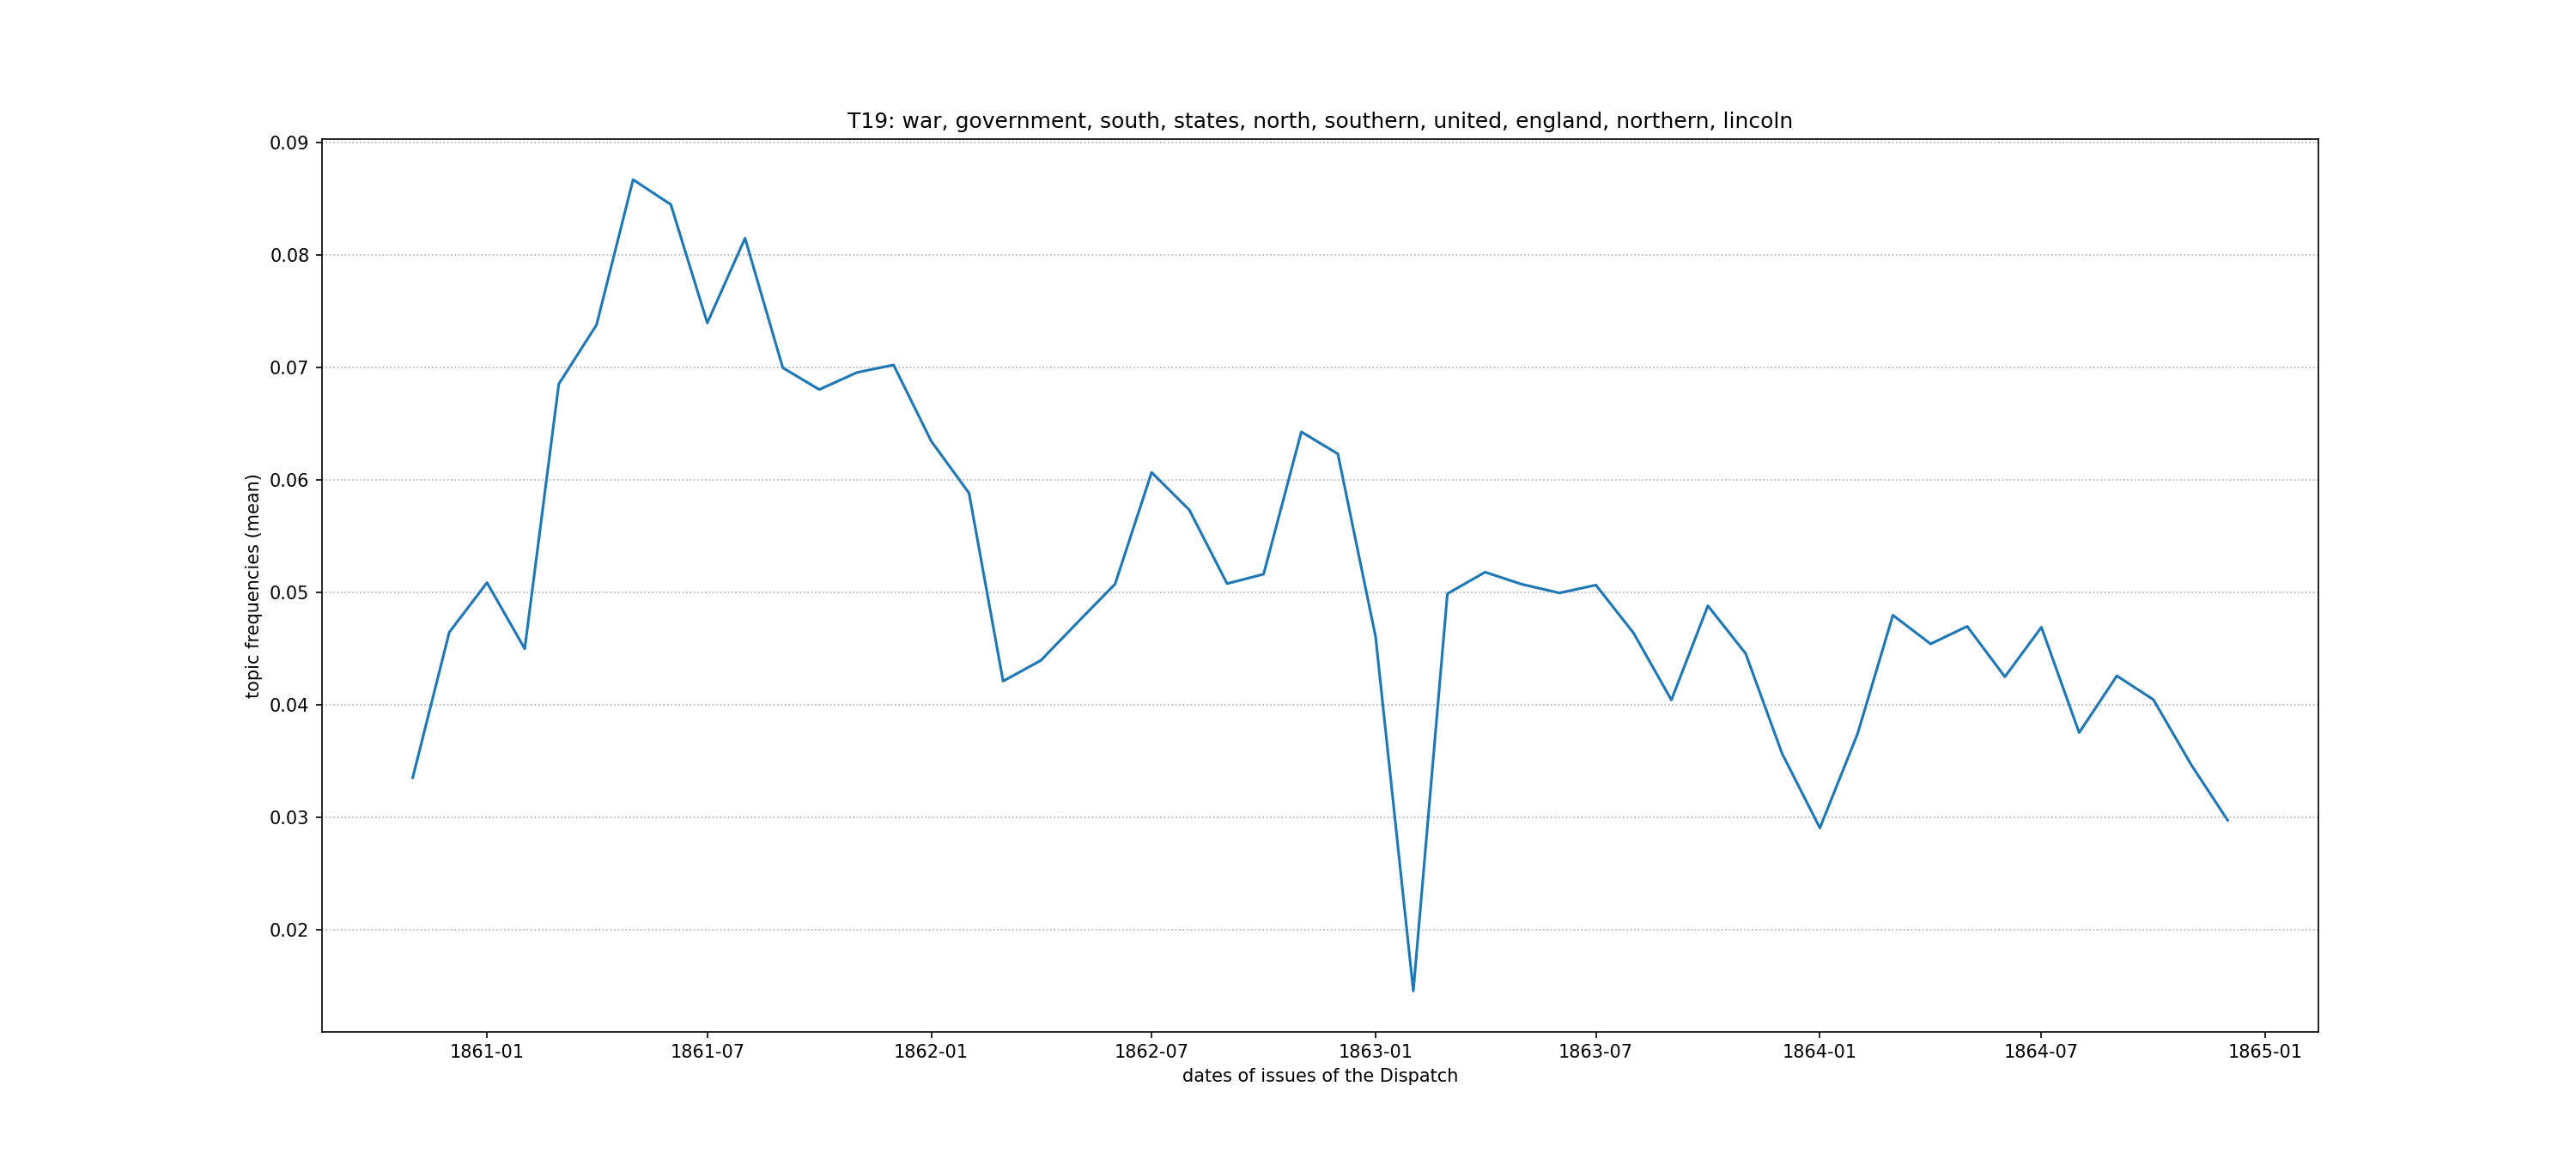 T19: war, government, south, states, north, southern, united, england, northern, lincoln
topic frequencies (mean)
0.09
0.08
0.07
0.06
0.05
0.04
0.03
0.02
1861-01 1861-07 1862-01 1862-07 1863-01 1863-07 1864-01 1864-07 1865-01
dates of issues of the Dispatch